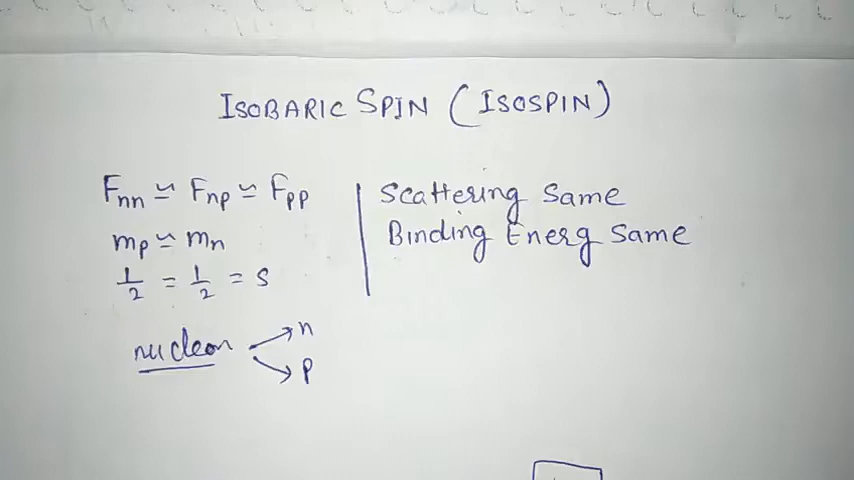 ISOBARIC SPIN (ISOSPIN)
Fnn ≃ Fnp ≃ Fpp
mp ≃ mn
1/2 = 1/2 = s
nucleon
n
p
Scattering Same
Binding Energ Same